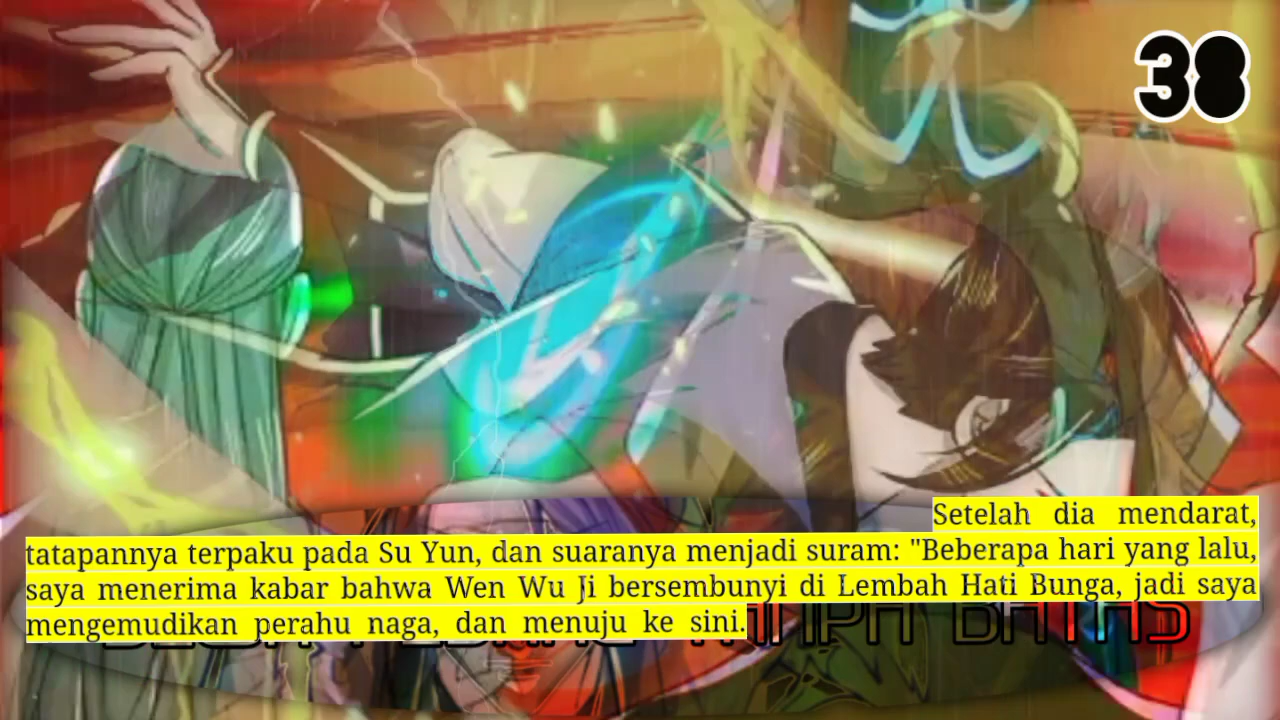 38
Setelah dia mendarat,
tatapannya terpaku pada Su Yun, dan suaranya menjadi suram: "Beberapa hari yang lalu,
saya menerima kabar bahwa Wen Wu Ji bersembunyi di Lembah Hati Bunga, jadi saya
mengemudikan perahu naga, dan menuju ke sini.
BATAS